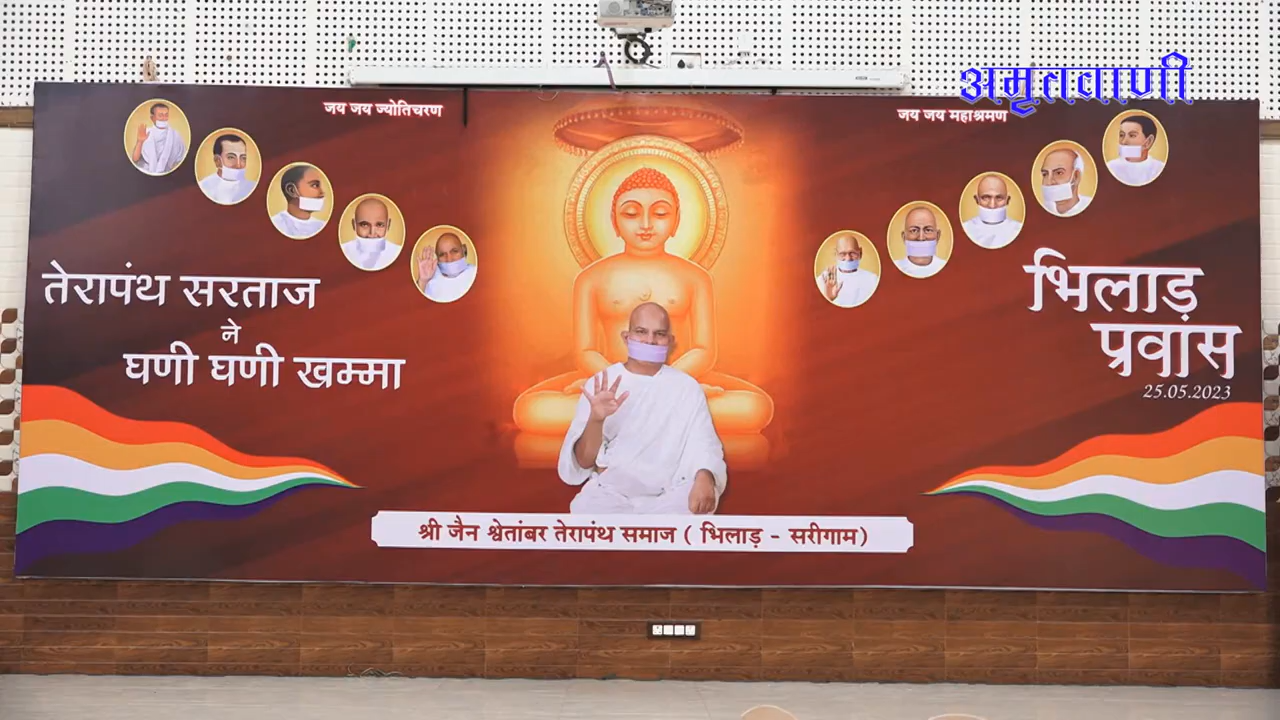 अमृतवाणी
जय जय ज्योतिचरण
जय जय महाश्रमण
तेरापंथ सरताज
ने
घणी घणी खम्मा
भिलाड़
प्रवास
25.05.2023
श्री जैन श्वेतांबर तेरापंथ समाज ( भिलाड़ - सरीगाम)